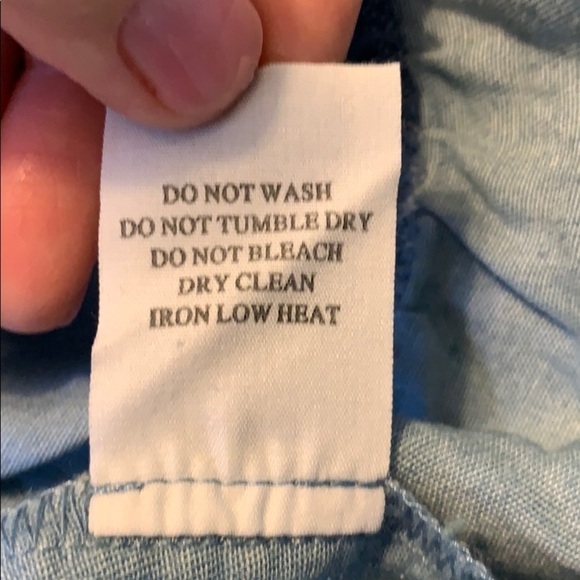 DO NOT WASH
DO NOT TUMBLE DRY
DO NOT BLEACH
DRY CLEAN
IRON LOW HEAT